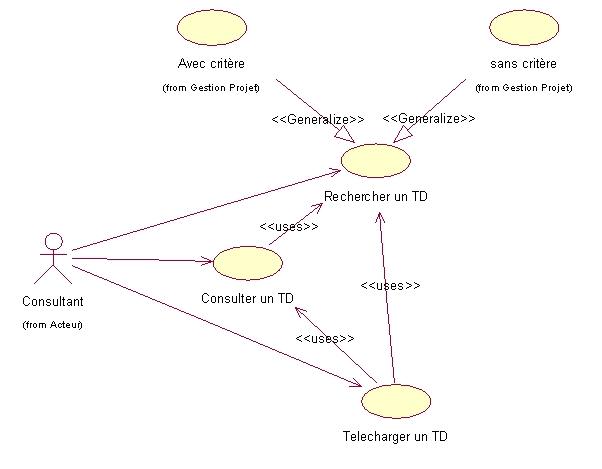 Avec critère
(from Gestion Projet)
sans critère
(from Gestion Projet)
<<Generalize>>
<<Generalize>>
Rechercher un TD
<<uses>>
Consultant
(from Acteur)
Consulter un TD
<<uses>>
<<uses>>
Telecharger un TD